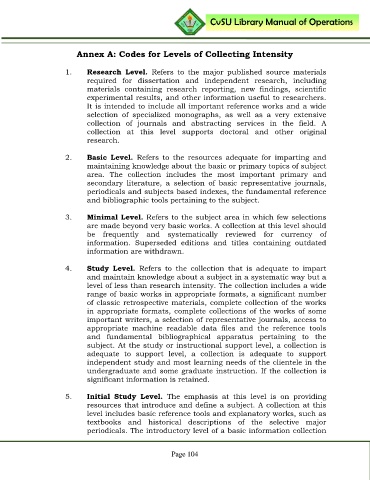 CvSU Library Manual of Operations
Annex A: Codes for Levels of Collecting Intensity
1. Research Level. Refers to the major published source materials
required for dissertation and independent research, including
materials containing research reporting, new findings, scientific
experimental results, and other information useful to researchers.
It is intended to include all important reference works and a wide
selection of specialized monographs, as well as a very extensive
collection of journals and abstracting services in the field. A
collection at this level supports doctoral and other original
research.
2. Basic Level. Refers to the resources adequate for imparting and
maintaining knowledge about the basic or primary topics of subject
area. The collection includes the most important primary and
secondary literature, a selection of basic representative journals,
periodicals and subjects based indexes, the fundamental reference
and bibliographic tools pertaining to the subject.
3. Minimal Level. Refers to the subject area in which few selections
are made beyond very basic works. A collection at this level should
be frequently and systematically reviewed for currency of
information. Superseded editions and titles containing outdated
information are withdrawn.
4. Study Level. Refers to the collection that is adequate to impart
and maintain knowledge about a subject in a systematic way but a
level of less than research intensity. The collection includes a wide
range of basic works in appropriate formats, a significant number
of classic retrospective materials, complete collection of the works
in appropriate formats, complete collections of the works of some
important writers, a selection of representative journals, access to
appropriate machine readable data files and the reference tools
and fundamental bibliographical apparatus pertaining to the
subject. At the study or instructional support level, a collection is
adequate to support level, a collection is adequate to support
independent study and most learning needs of the clientele in the
undergraduate and some graduate instruction. If the collection is
significant information is retained.
5. Initial Study Level. The emphasis at this level is on providing
resources that introduce and define a subject. A collection at this
level includes basic reference tools and explanatory works, such as
textbooks and historical descriptions of the selective major
periodicals. The introductory level of a basic information collection
Page 104